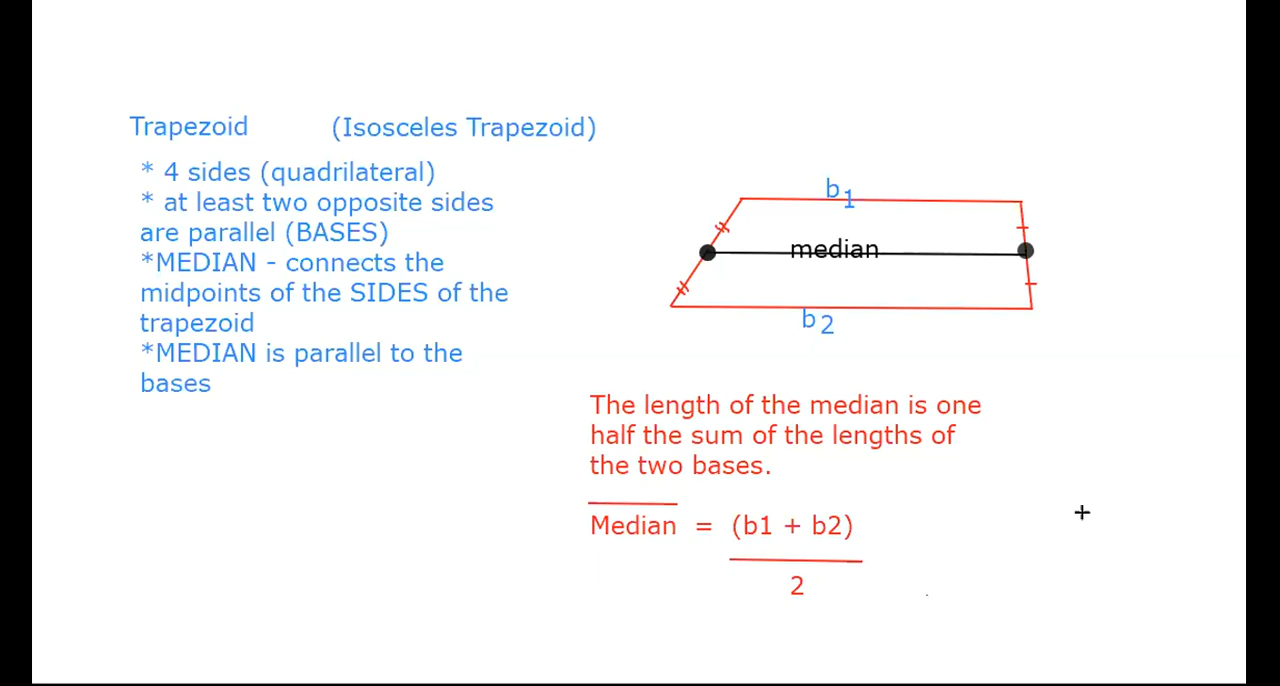 Trapezoid (Isosceles Trapezoid)
* 4 sides (quadrilateral)
* at least two opposite sides
are parallel (BASES)
*MEDIAN - connects the
midpoints of the SIDES of the
trapezoid
*MEDIAN is parallel to the
bases
b1
median
b2
The length of the median is one
half the sum of the lengths of
the two bases.
Median = (b1 + b2)
2